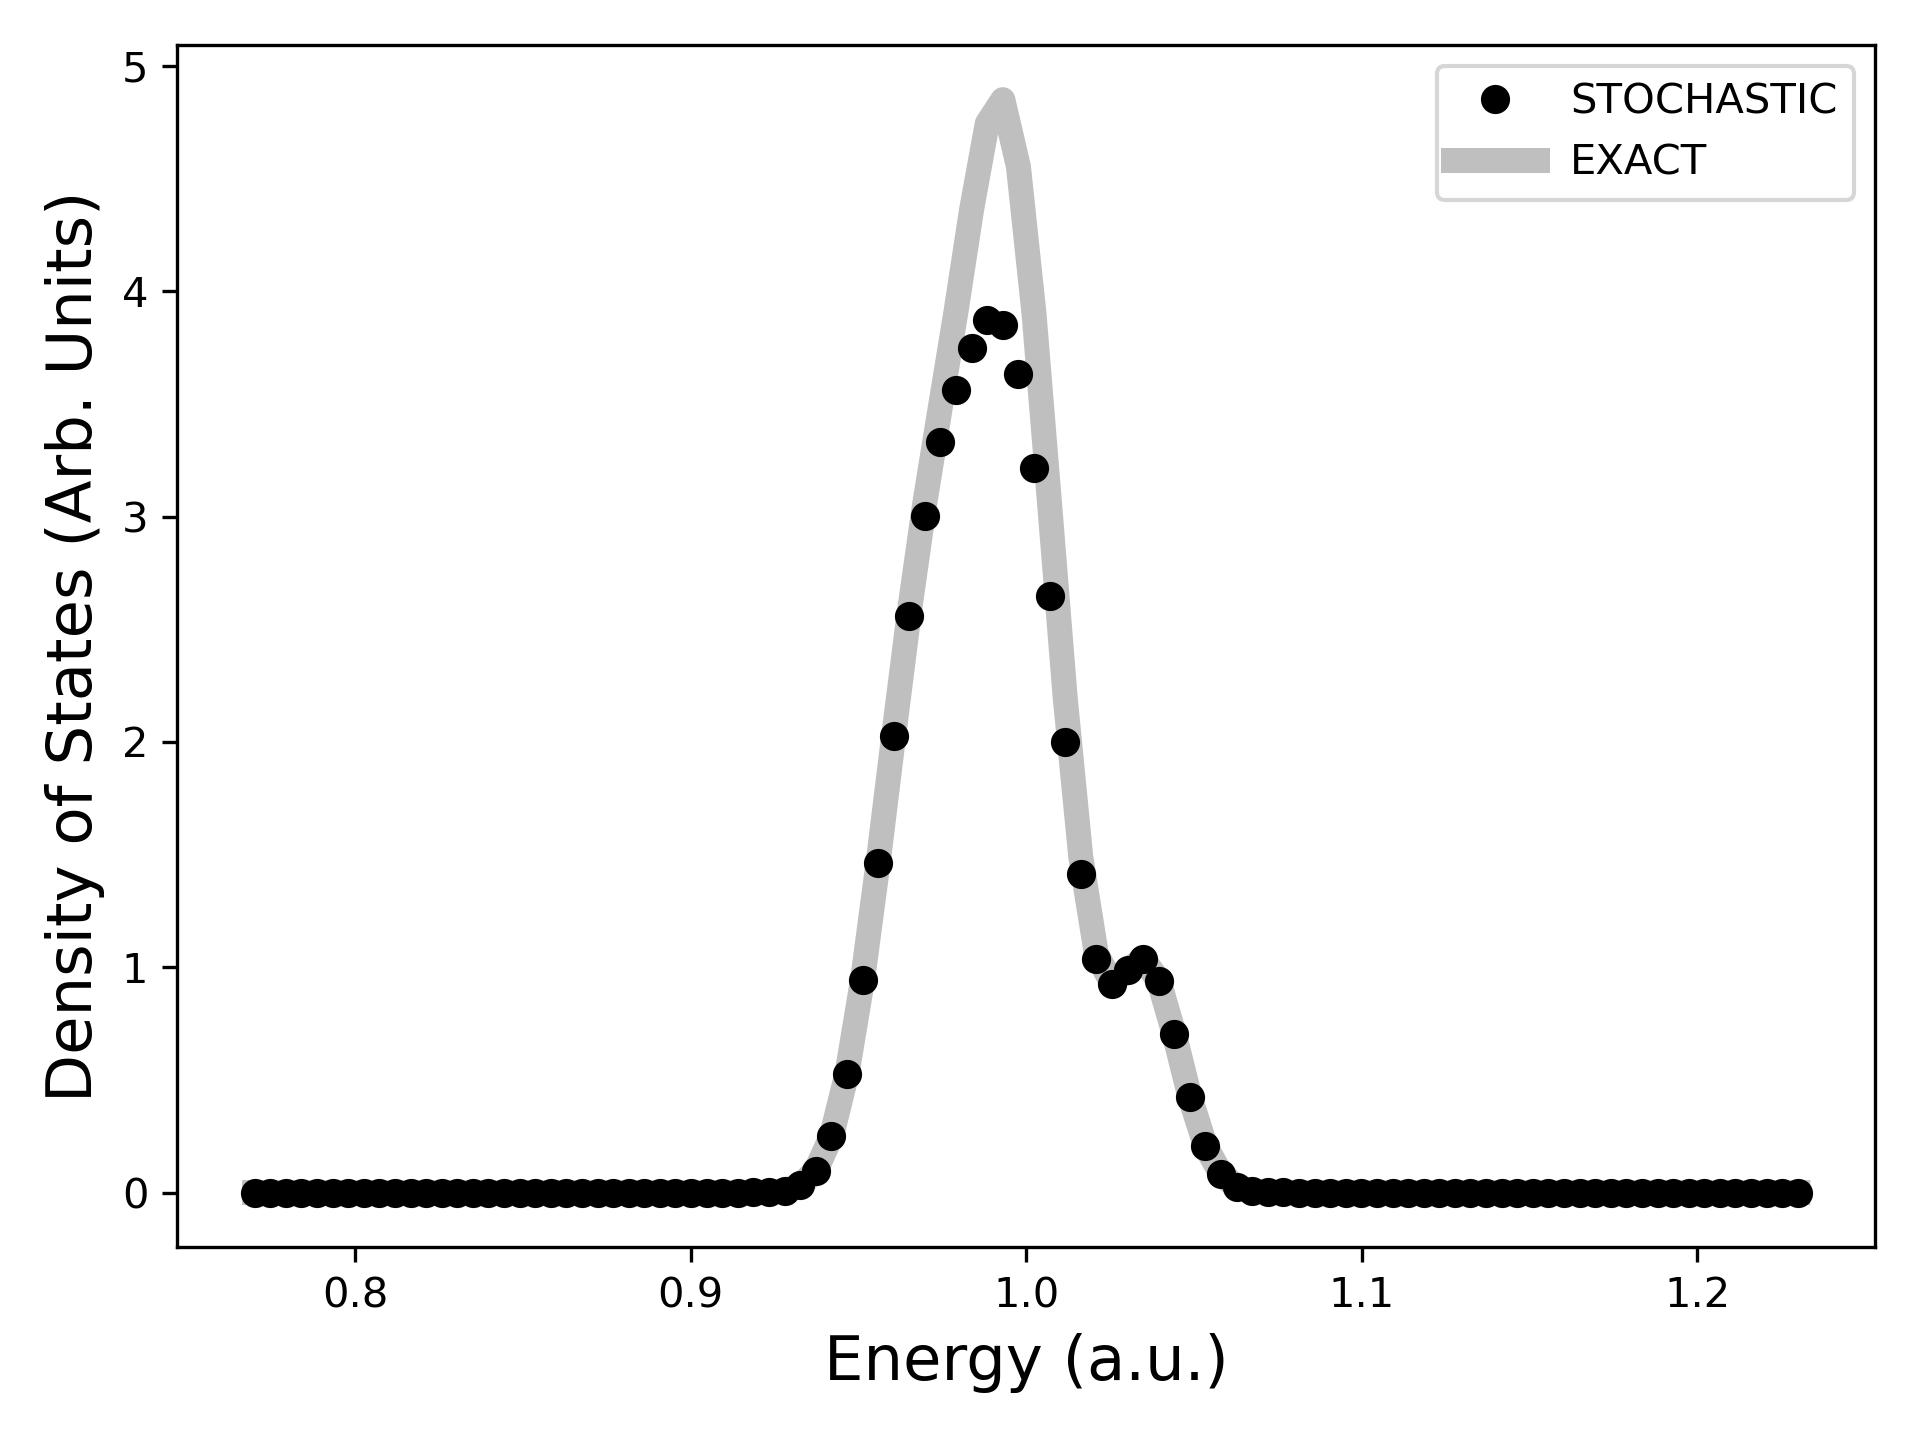 STOCHASTIC
EXACT
Density of States (Arb. Units)
5
4
3
2
1
0
0.8 0.9 1.0 1.1 1.2
Energy (a.u.)